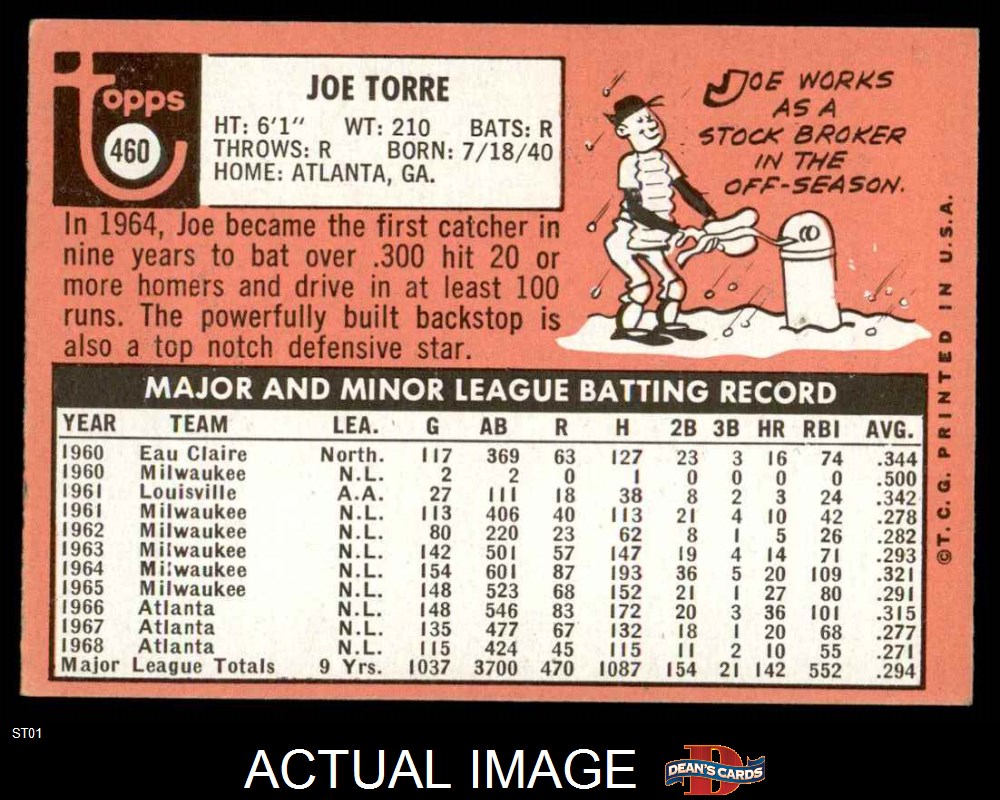 Topps
460
JOE TORRE
HT: 6'1" WT: 210 BATS: R
THROWS: R BORN: 7/18/40
HOME: ATLANTA, GA.
JOE WORKS
AS A
STOCK BROKER
IN THE
OFF-SEASON.
In 1964, Joe became the first catcher in
nine years to bat over .300 hit 20 or
more homers and drive in at least 100
runs. The powerfully built backstop is
also a top notch defensive star.
MAJOR AND MINOR LEAGUE BATTING RECORD
YEAR TEAM LEA. G AB R H 2B 3B HR RBI AVG.
1960 Eau Claire North. 117 369 63 127 23 3 16 74 .344
1960 Milwaukee N.L. 2 2 0 1 0 0 0 0 .500
1961 Louisville A.A. 27 111 18 38 8 2 3 24 .342
1961 Milwaukee N.L. 113 406 40 113 21 4 10 42 .278
1962 Milwaukee N.L. 80 220 23 62 8 1 5 26 .282
1963 Milwaukee N.L. 142 501 57 147 19 4 14 71 .293
1964 Milwaukee N.L. 154 601 87 193 36 5 20 109 .321
1965 Milwaukee N.L. 148 523 68 152 21 1 27 80 .291
1966 Atlanta N.L. 148 546 83 172 20 3 36 101 .315
1967 Atlanta N.L. 135 477 67 132 18 1 20 68 .277
1968 Atlanta N.L. 115 424 45 115 11 2 10 55 .271
Major League Totals 9 Yrs. 1037 3700 470 1087 154 21 142 552 .294
©T. C. G. PRINTED IN U.S.A.
ST01
ACTUAL IMAGE
D
DEAN'S CARDS